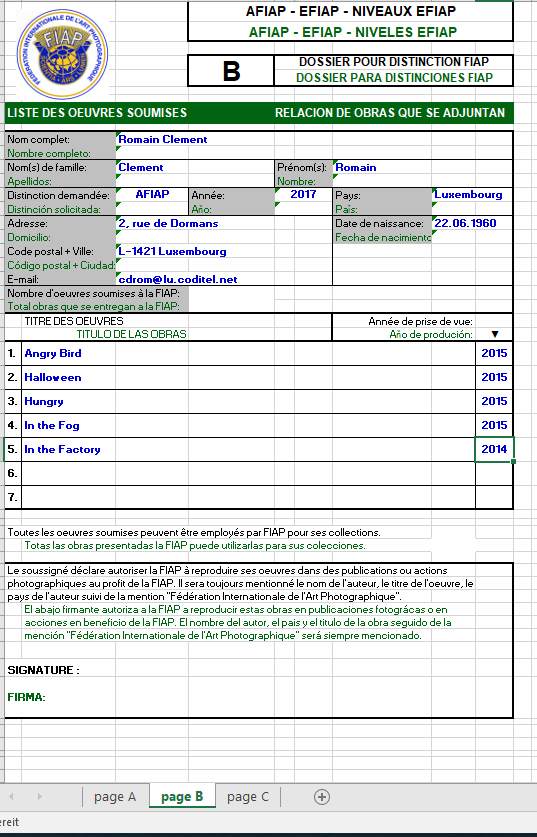 AFIAP - EFIAP - NIVEAUX EFIAP
AFIAP - EFIAP - NIVELES EFIAP
FÉDÉRATION INTERNATIONALE DE L'ART PHOTOGRAPHIQUE
FIAP
B
DOSSIER POUR DISTINCTION FIAP
DOSSIER PARA DISTINCIONES FIAP
LISTE DES OEUVRES SOUMISES RELACION DE OBRAS QUE SE ADJUNTAN
Nom complet: Romain Clement
Nombre completo:
Nom(s) de famille: Clement Prénom(s): Romain
Apellidos: Nombre:
Distinction demandée: AFIAP Année: 2017 Pays: Luxembourg
Distinción solicitada: Año: Pais:
Adresse: 2, rue de Dormans Date de naissance: 22.06.1960
Domicilio: Fecha de nacimiento
Code postal + Ville: L-1421 Luxembourg
Código postal + Ciudad:
E-mail: cdrom@lu.coditel.net
Nombre d'oeuvres soumises à la FIAP:
Total obras que se entregan a la FIAP:
TITRE DES OEUVRES Année de prise de vue:
TITULO DE LAS OBRAS Año de produción: ▼
1. Angry Bird 2015
2. Halloween 2015
3. Hungry 2015
4. In the Fog 2015
5. In the Factory 2014
6.
7.
Toutes les oeuvres soumises peuvent être employés par FIAP pour ses collections.
Totas las obras presentadas la FIAP puede utilizarlas para sus colecciones.
Le soussigné déclare autoriser la FIAP à reproduire ses oeuvres dans des publications ou actions
photographiques au profit de la FIAP. Il sera toujours mentionné le nom de l'auteur, le titre de l'oeuvre, le
pays de l'auteur suivi de la mention "Fédération Internationale de l'Art Photographique".
El abajo firmante autoriza a la FIAP a reproducir estas obras en publicaciones fotográcas o en
acciones en beneficio de la FIAP. El nombre del autor, el pais y el titulo de la obra seguido de la
mención "Fédération Internationale de l'Art Photographique" será siempre mencionado.
SIGNATURE :
FIRMA:
page A page B page C
ereit